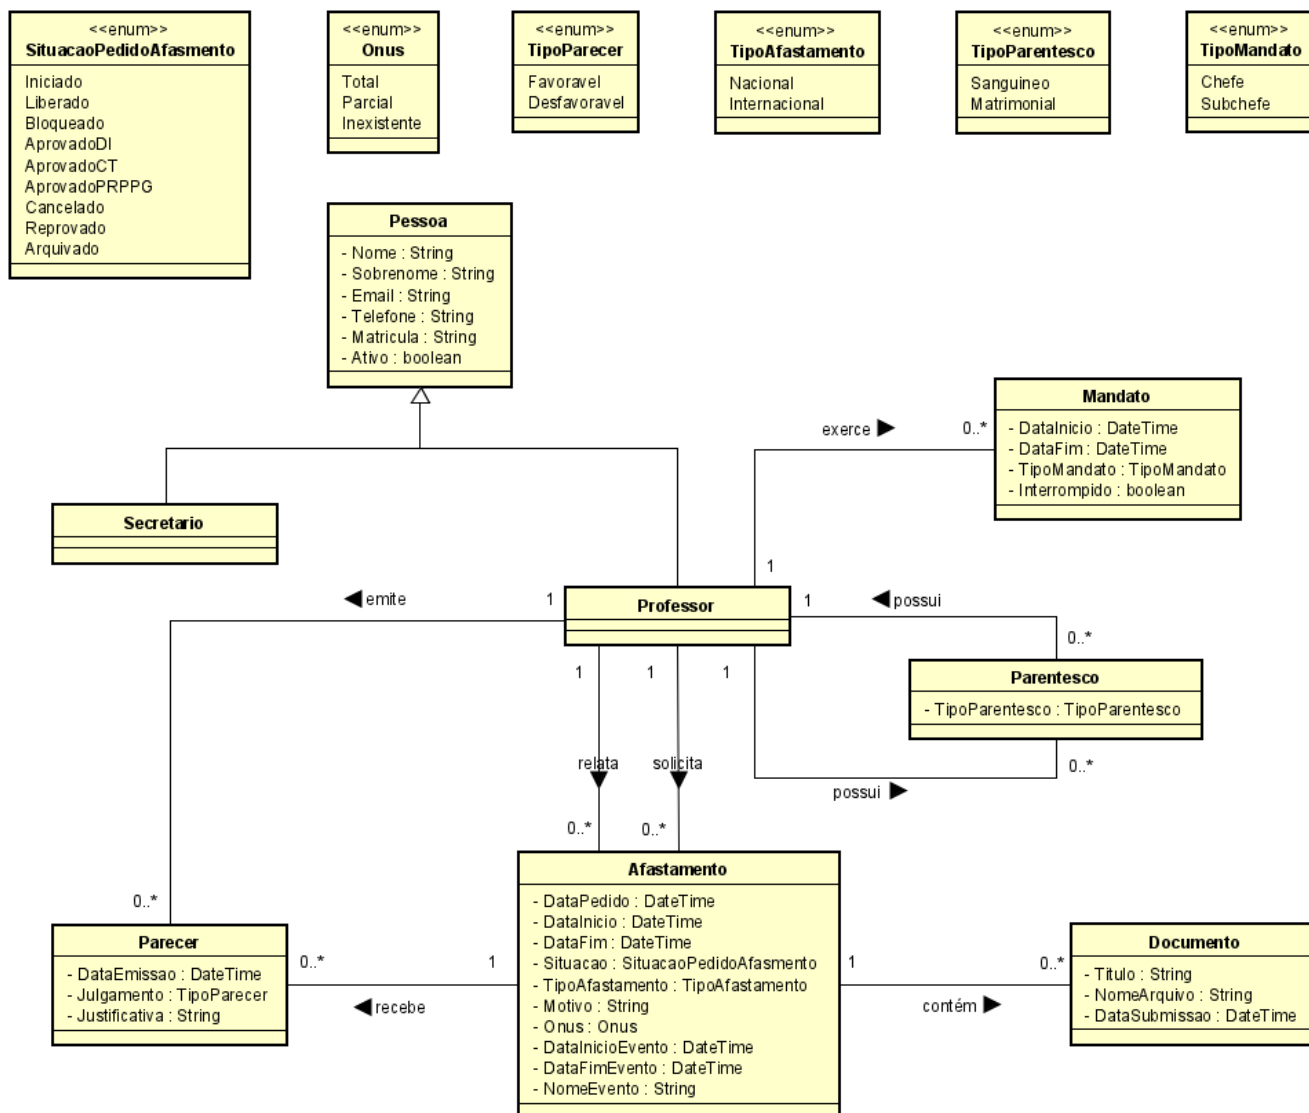 <<enum>>
SituacaoPedidoAfasmento
Iniciado
Liberado
Bloqueado
AprovadoDI
AprovadoCT
AprovadoPRPPG
Cancelado
Reprovado
Arquivado
<<enum>>
Onus
Total
Parcial
Inexistente
<<enum>>
TipoParecer
Favoravel
Desfavoravel
<<enum>>
TipoAfastamento
Nacional
Internacional
<<enum>>
TipoParentesco
Sanguineo
Matrimonial
<<enum>>
TipoMandato
Chefe
Subchefe
Pessoa
- Nome : String
- Sobrenome : String
- Email : String
- Telefone : String
- Matricula : String
- Ativo : boolean
Mandato
- DataInicio : DateTime
- DataFim : DateTime
- TipoMandato : TipoMandato
- Interrompido : boolean
exerce
0..*
1
Secretario
Professor
emite
1
0..*
possui
1
0..*
Parentesco
- TipoParentesco : TipoParentesco
1
possui
0..*
1
relata
0..*
1
solicita
0..*
Afastamento
- DataPedido : DateTime
- DataInicio : DateTime
- DataFim : DateTime
- Situacao : SituacaoPedidoAfasmento
- TipoAfastamento : TipoAfastamento
- Motivo : String
- Onus : Onus
- DataInicioEvento : DateTime
- DataFimEvento : DateTime
- NomeEvento : String
Parecer
- DataEmissao : DateTime
- Julgamento : TipoParecer
- Justificativa : String
0..*
1
recebe
1
0..*
contém
Documento
- Titulo : String
- NomeArquivo : String
- DataSubmissao : DateTime